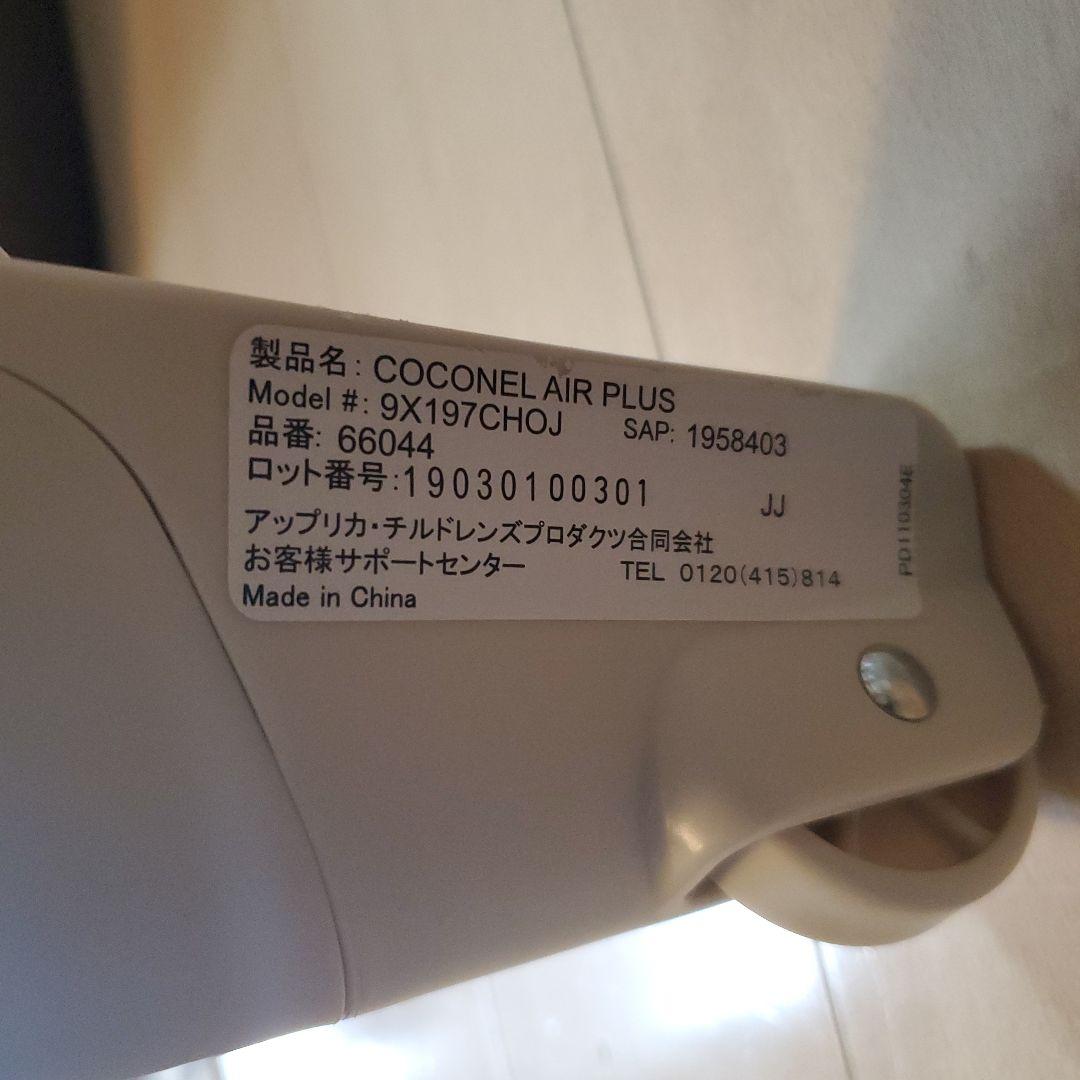 製品名: COCONEL AIR PLUS
Model #: 9X197CHOJ SAP: 1958403
品番: 66044
ロット番号:19030100301 JJ
アップリカ・チルドレンズプロダクツ合同会社
お客様サポートセンター TEL 0120(415)814
Made in China
PD110304E